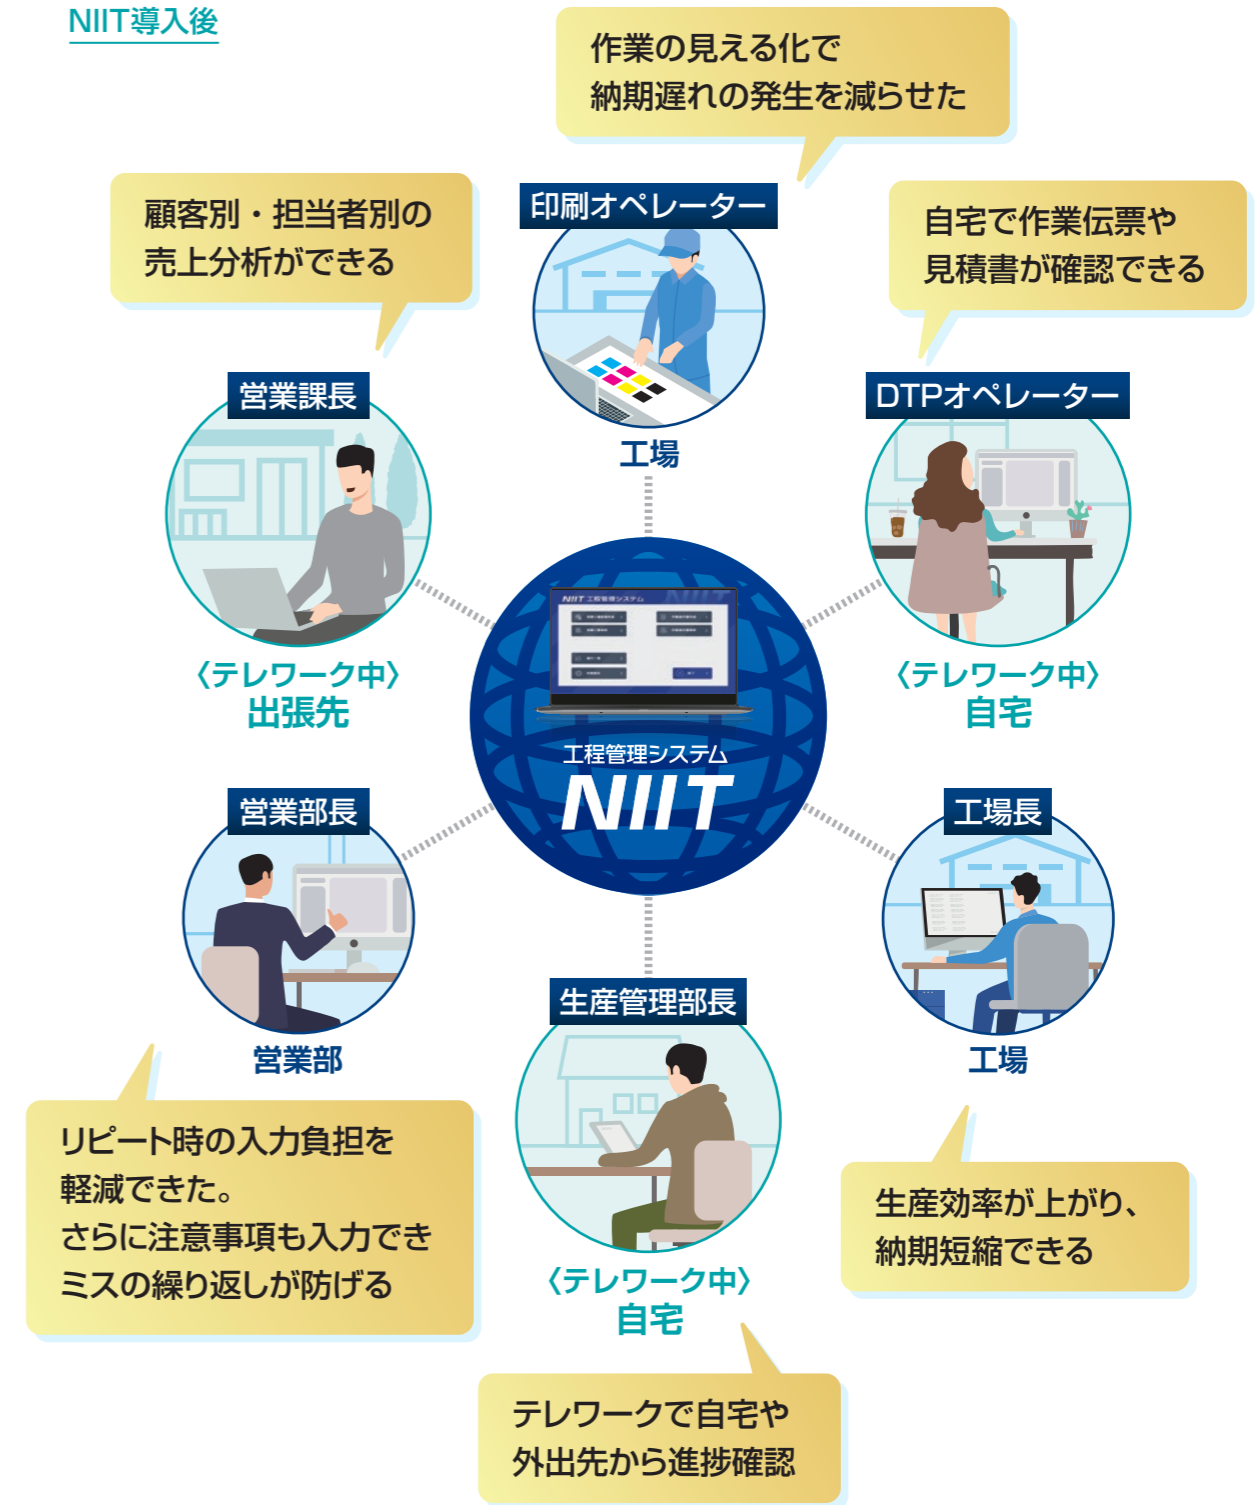 NIIT導入後
作業の見える化で
納期遅れの発生を減らせた
顧客別・担当者別の
売上分析ができる
印刷オペレーター
工場
自宅で作業伝票や
見積書が確認できる
営業課長
〈テレワーク中〉
出張先
DTPオペレーター
〈テレワーク中〉
自宅
NIIT 工程管理システム
工程管理システム
NIIT
営業部長
営業部
工場長
工場
生産管理部長
〈テレワーク中〉
自宅
リピート時の入力負担を
軽減できた。
さらに注意事項も入力でき
ミスの繰り返しが防げる
生産効率が上がり、
納期短縮できる
テレワークで自宅や
外出先から進捗確認